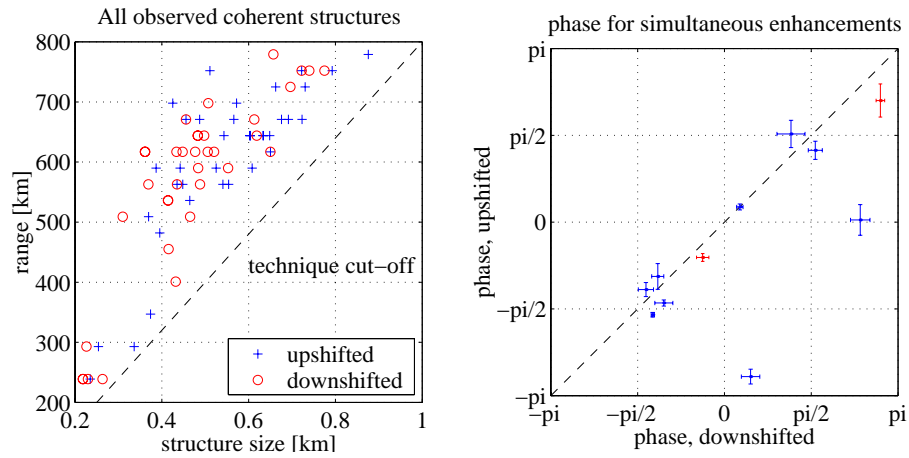 All observed coherent structures
800
700
600
500
400
300
200
range [km]
technique cut−off
+ upshifted
o downshifted
0.2
0.4
0.6
0.8
1
structure size [km]
phase for simultaneous enhancements
pi
pi/2
0
−pi/2
−pi
phase, upshifted
−pi
−pi/2
0
pi/2
pi
phase, downshifted